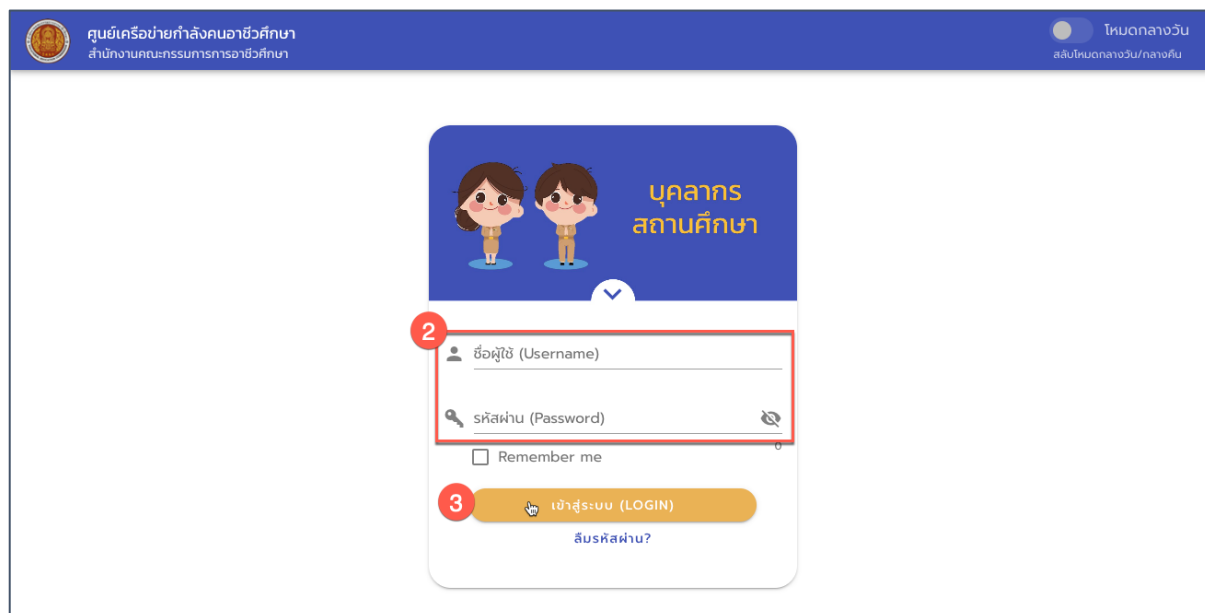 ศูนย์เครือข่ายกำลังคนอาชีวศึกษา
สำนักงานคณะกรรมการการอาชีวศึกษา
โหมดกลางวัน
สลับโหมดกลางวัน/กลางคืน
บุคลากร
สถานศึกษา
2
ชื่อผู้ใช้ (Username)
รหัสผ่าน (Password)
0
Remember me
3
เข้าสู่ระบบ (LOGIN)
ลืมรหัสผ่าน?